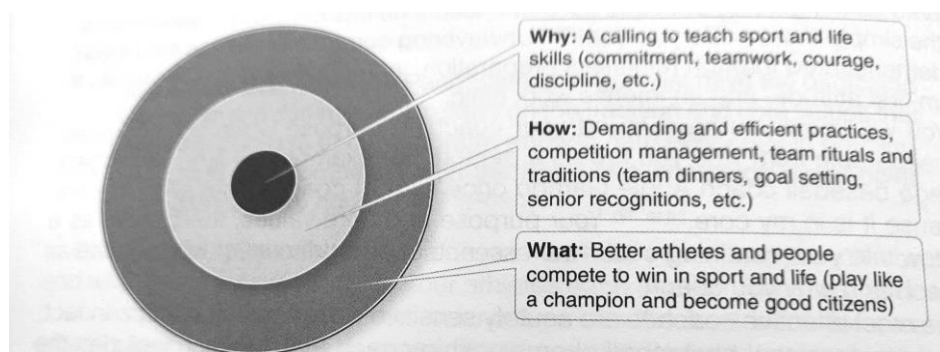 Why: A calling to teach sport and life
skills (commitment, teamwork, courage,
discipline, etc.)
How: Demanding and efficient practices,
competition management, team rituals and
traditions (team dinners, goal setting,
senior recognitions, etc.)
What: Better athletes and people
compete to win in sport and life (play like
a champion and become good citizens)